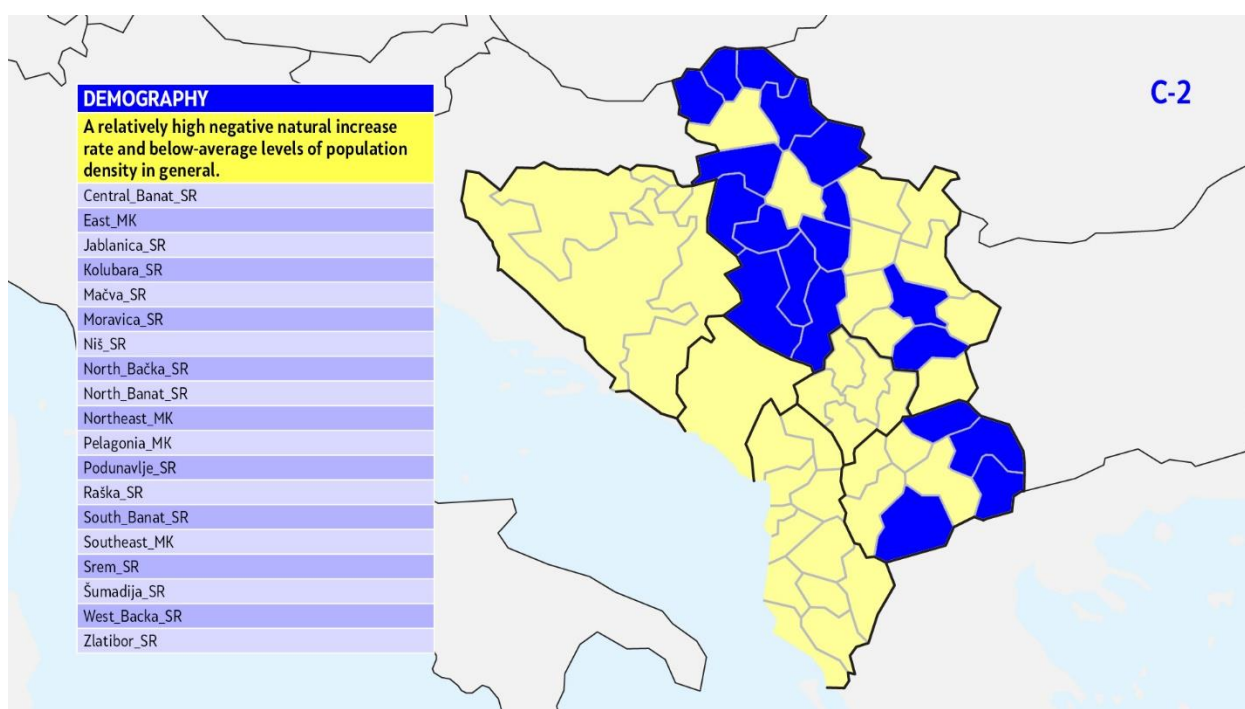 DEMOGRAPHY
A relatively high negative natural increase
rate and below-average levels of population
density in general.
Central_Banat_SR
East_MK
Jablanica_SR
Kolubara_SR
Mačva_SR
Moravica_SR
Niš_SR
North_Bačka_SR
North_Banat_SR
Northeast_MK
Pelagonia_MK
Podunavlje_SR
Raška_SR
South_Banat_SR
Southeast_MK
Srem_SR
Šumadija_SR
West_Backa_SR
Zlatibor_SR
C-2